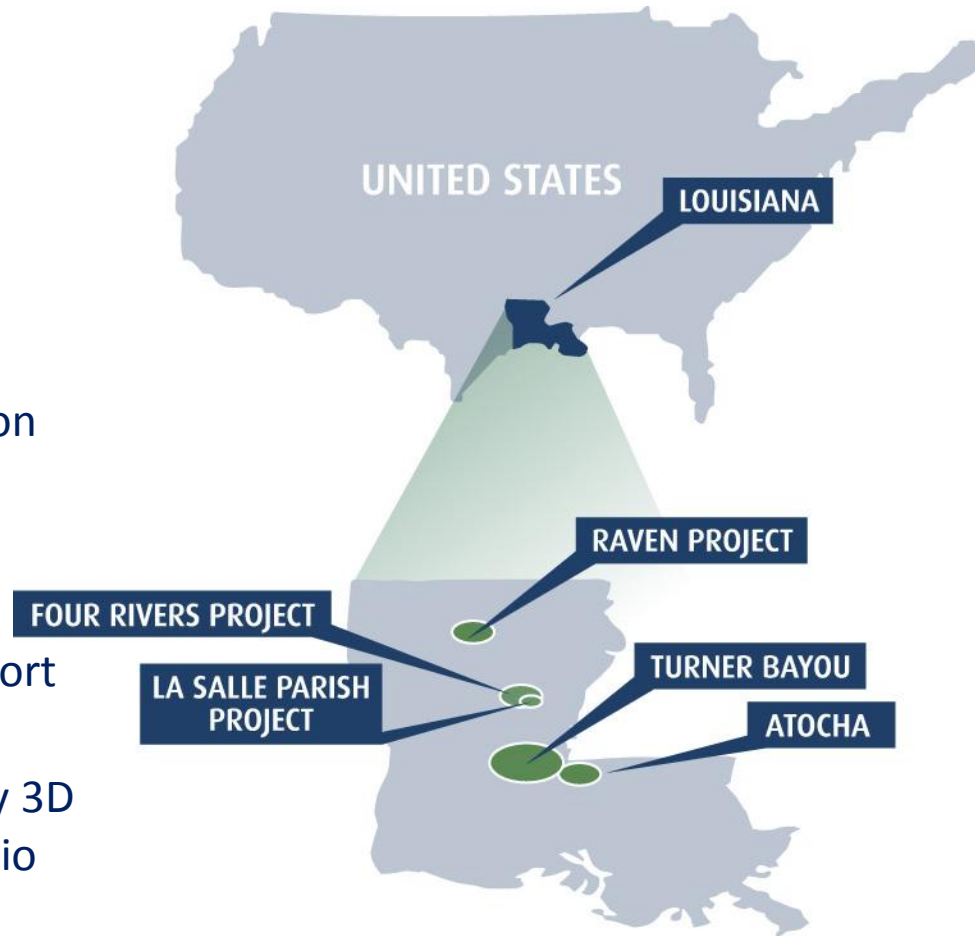 UNITED STATES
LOUISIANA
on
RAVEN PROJECT
FOUR RIVERS PROJECT
ort
TURNER BAYOU
LA SALLE PARISH
PROJECT
ATOCHA
y 3D
io